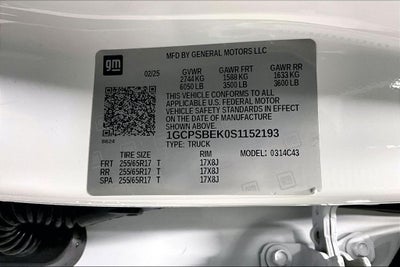 gm
MFD BY GENERAL MOTORS LLC
02/25 GVWR GAWR FRT GAWR RR
2744 KG 1588 KG 1633 KG
6050 LB 3500 LB 3600 LB
THIS VEHICLE CONFORMS TO ALL
APPLICABLE U.S. FEDERAL MOTOR
VEHICLE SAFETY STANDARDS IN EFFECT
ON THE DATE OF MANUFACTURE
SHOWN ABOVE.
1GCPSBEK0S1152193
TYPE: TRUCK
TIRE SIZE RIM MODEL: 0314C43
FRT 255/65R17 T 17X8J
RR 255/65R17 T 17X8J
SPA 255/65R17 T 17X8J